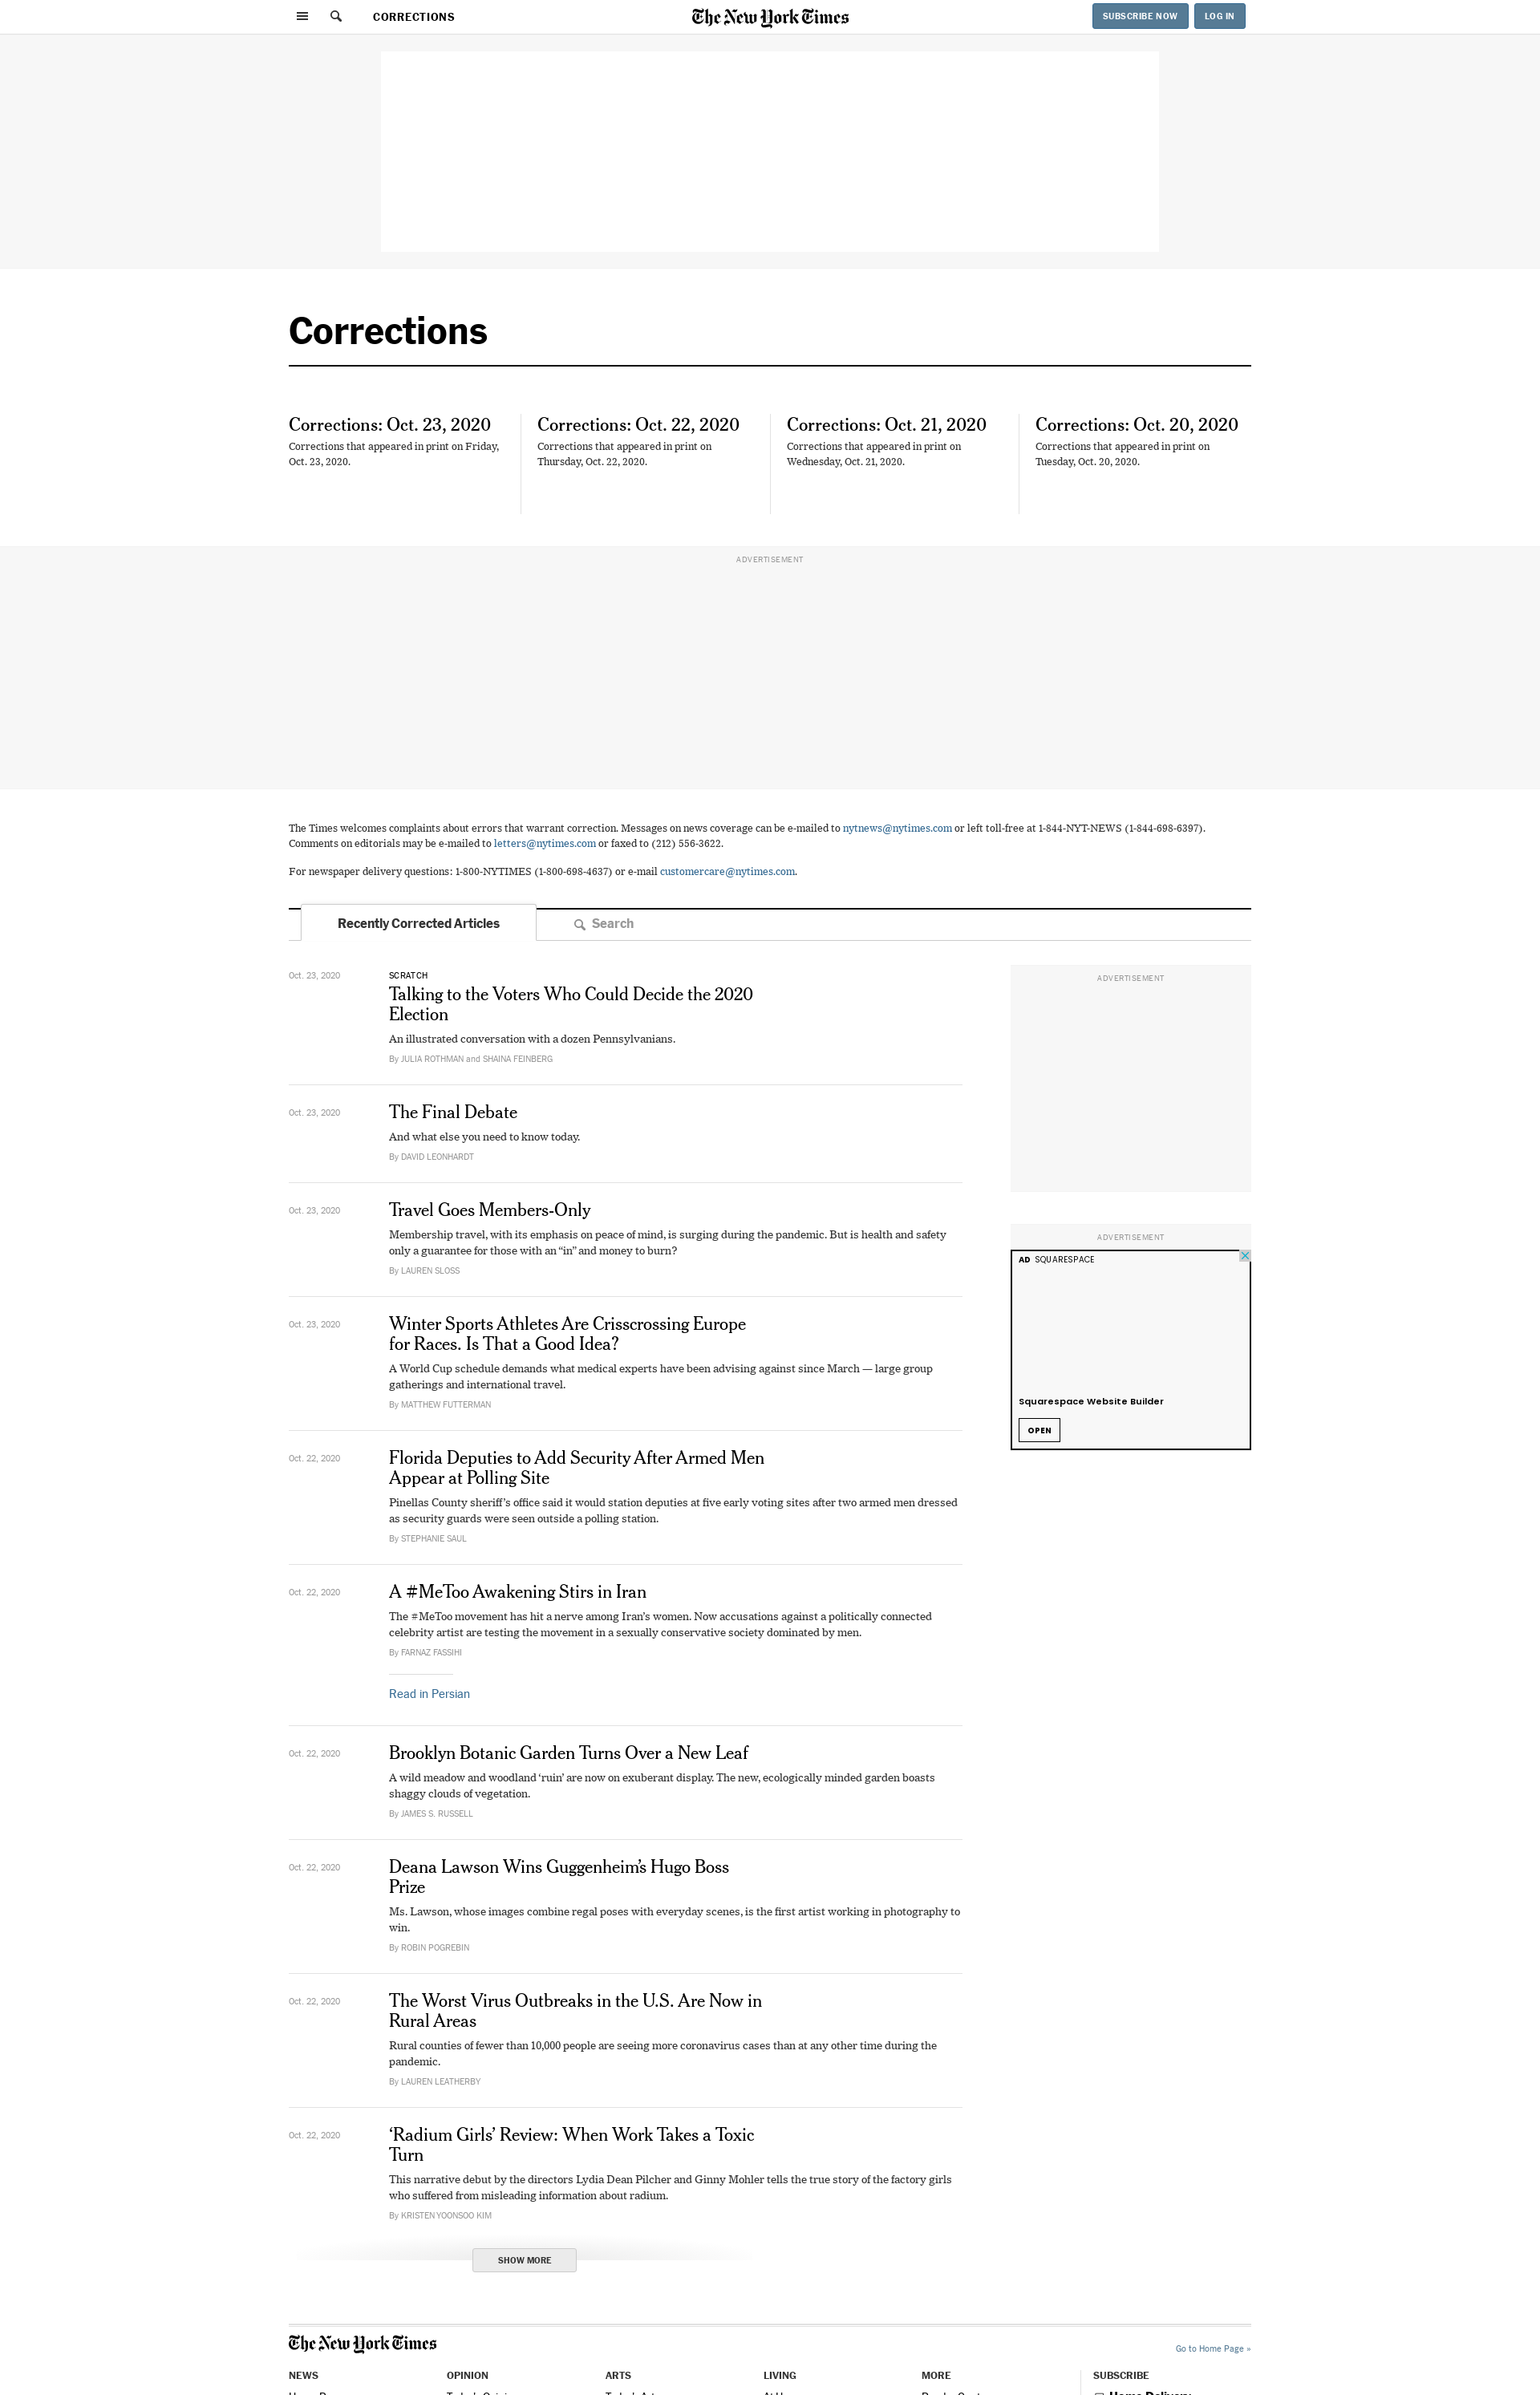 CORRECTIONS
The New York Times
SUBSCRIBE NOW
LOG IN
Corrections
Corrections: Oct. 23, 2020
Corrections that appeared in print on Friday,
Oct. 23, 2020.
Corrections: Oct. 22, 2020
Corrections that appeared in print on
Thursday, Oct. 22, 2020.
Corrections: Oct. 21, 2020
Corrections that appeared in print on
Wednesday, Oct. 21, 2020.
Corrections: Oct. 20, 2020
Corrections that appeared in print on
Tuesday, Oct. 20, 2020.
ADVERTISEMENT
The Times welcomes complaints about errors that warrant correction. Messages on news coverage can be e-mailed to nytnews@nytimes.com or left toll-free at 1-844-NYT-NEWS (1-844-698-6397).
Comments on editorials may be e-mailed to letters@nytimes.com or faxed to (212) 556-3622.
For newspaper delivery questions: 1-800-NYTIMES (1-800-698-4637) or e-mail customercare@nytimes.com.
Recently Corrected Articles
Search
Oct. 23, 2020
SCRATCH
Talking to the Voters Who Could Decide the 2020
Election
An illustrated conversation with a dozen Pennsylvanians.
By JULIA ROTHMAN and SHAINA FEINBERG
Oct. 23, 2020
The Final Debate
And what else you need to know today.
By DAVID LEONHARDT
Oct. 23, 2020
Travel Goes Members-Only
Membership travel, with its emphasis on peace of mind, is surging during the pandemic. But is health and safety
only a guarantee for those with an “in” and money to burn?
By LAUREN SLOSS
Oct. 23, 2020
Winter Sports Athletes Are Crisscrossing Europe
for Races. Is That a Good Idea?
A World Cup schedule demands what medical experts have been advising against since March — large group
gatherings and international travel.
By MATTHEW FUTTERMAN
Oct. 22, 2020
Florida Deputies to Add Security After Armed Men
Appear at Polling Site
Pinellas County sheriff’s office said it would station deputies at five early voting sites after two armed men dressed
as security guards were seen outside a polling station.
By STEPHANIE SAUL
Oct. 22, 2020
A #MeToo Awakening Stirs in Iran
The #MeToo movement has hit a nerve among Iran’s women. Now accusations against a politically connected
celebrity artist are testing the movement in a sexually conservative society dominated by men.
By FARNAZ FASSIHI
Read in Persian
Oct. 22, 2020
Brooklyn Botanic Garden Turns Over a New Leaf
A wild meadow and woodland ‘ruin’ are now on exuberant display. The new, ecologically minded garden boasts
shaggy clouds of vegetation.
By JAMES S. RUSSELL
Oct. 22, 2020
Deana Lawson Wins Guggenheim’s Hugo Boss
Prize
Ms. Lawson, whose images combine regal poses with everyday scenes, is the first artist working in photography to
win.
By ROBIN POGREBIN
Oct. 22, 2020
The Worst Virus Outbreaks in the U.S. Are Now in
Rural Areas
Rural counties of fewer than 10,000 people are seeing more coronavirus cases than at any other time during the
pandemic.
By LAUREN LEATHERBY
Oct. 22, 2020
‘Radium Girls’ Review: When Work Takes a Toxic
Turn
This narrative debut by the directors Lydia Dean Pilcher and Ginny Mohler tells the true story of the factory girls
who suffered from misleading information about radium.
By KRISTEN YOONSOO KIM
SHOW MORE
ADVERTISEMENT
ADVERTISEMENT
AD SQUARESPACE
Squarespace Website Builder
OPEN
The New York Times
Go to Home Page »
NEWS
OPINION
ARTS
LIVING
MORE
SUBSCRIBE